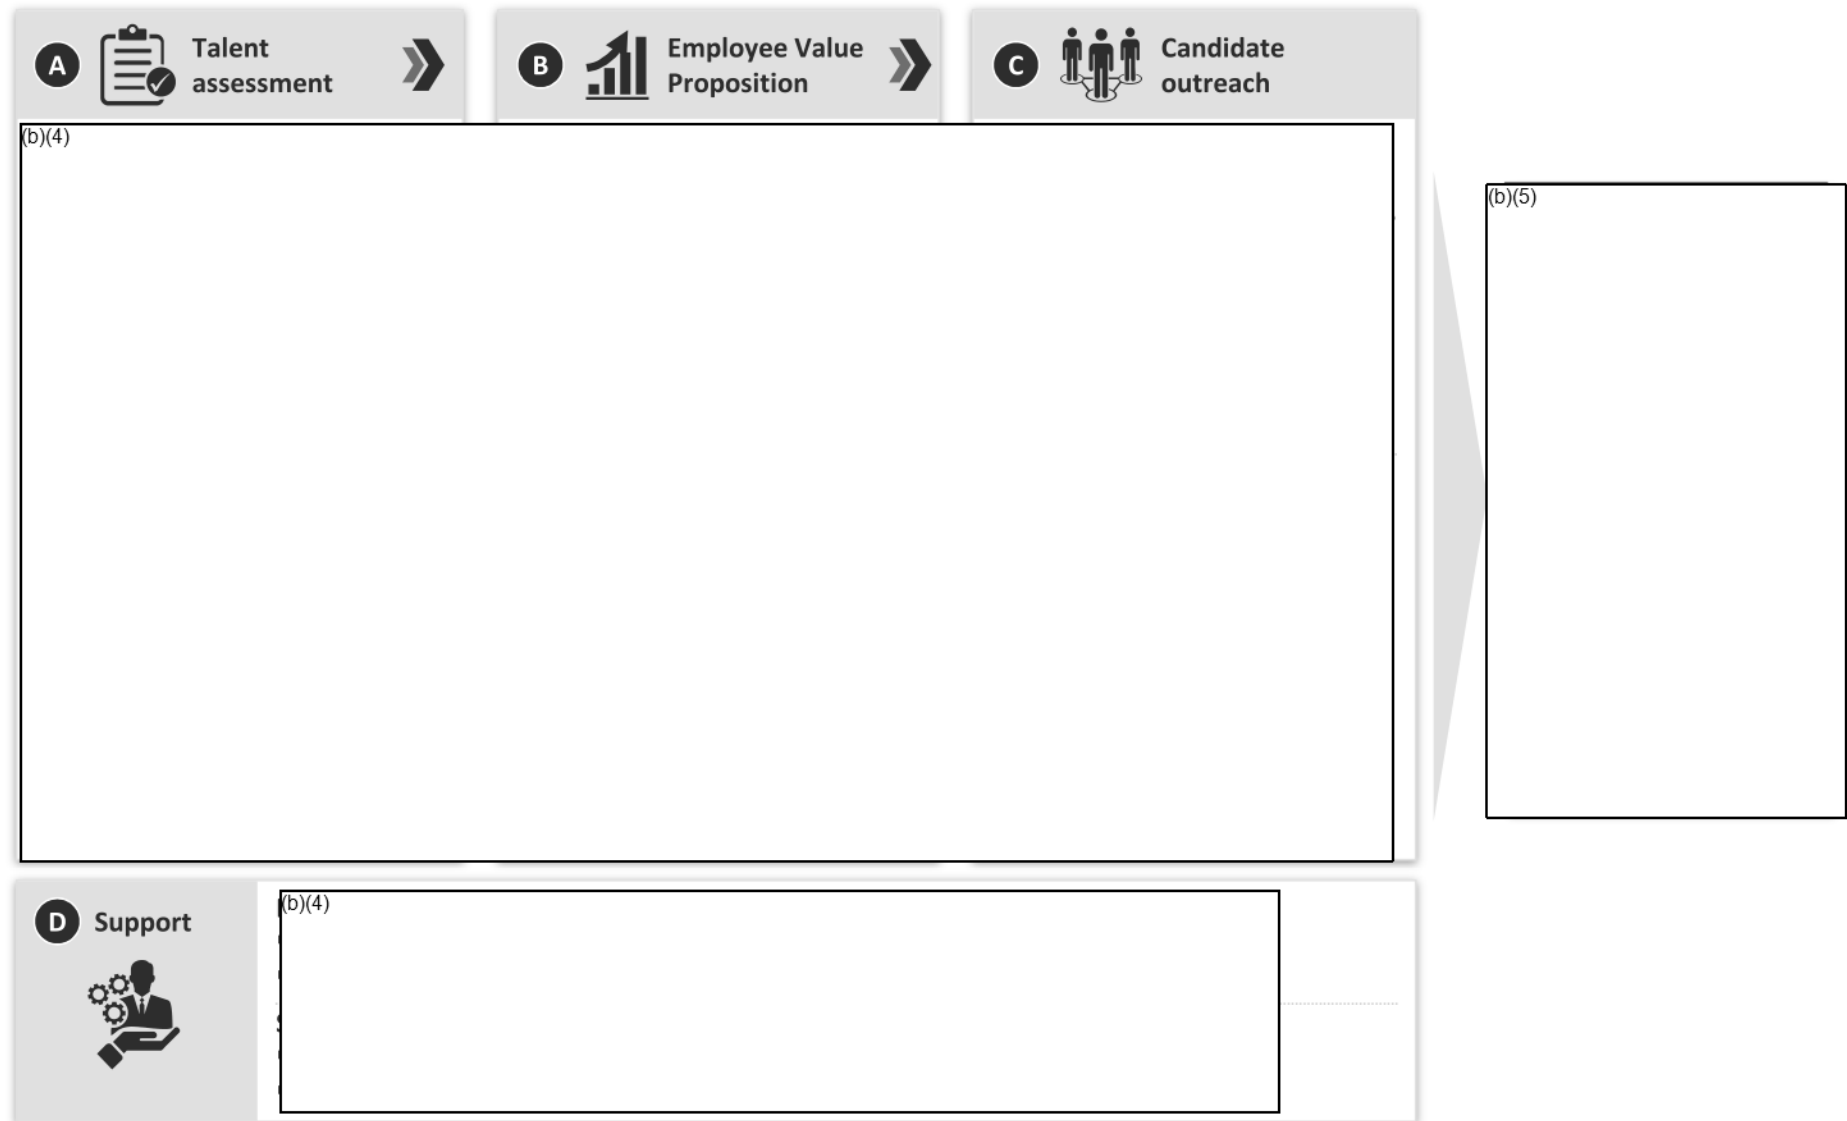 A
Talent
assessment
B
Employee Value
Proposition
C
Candidate
outreach
(b)(4)
(b)(5)
D
Support
(b)(4)